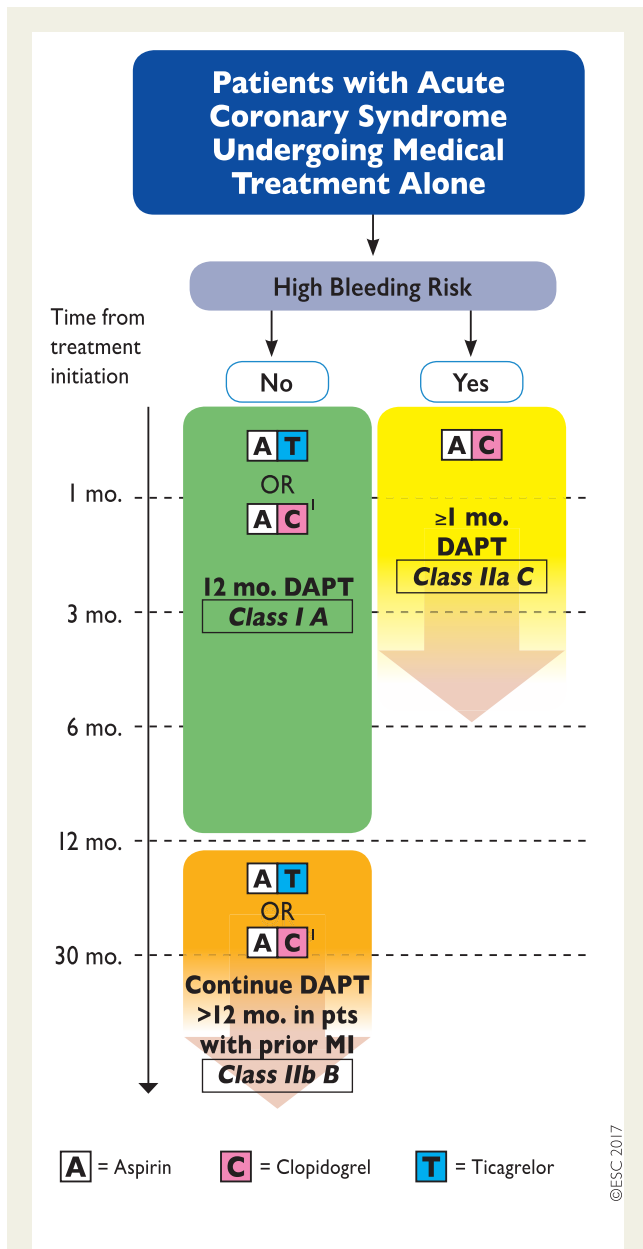 Patients with Acute
Coronary Syndrome
Undergoing Medical
Treatment Alone
High Bleeding Risk
Time from
treatment
initiation
No
Yes
A T
OR
A C 1
12 mo. DAPT
Class I A
A C
≥1 mo.
DAPT
Class IIa C
1 mo.
3 mo.
6 mo.
12 mo.
30 mo.
A T
OR
A C 1
Continue DAPT
>12 mo. in pts
with prior MI
Class IIb B
A = Aspirin
C = Clopidogrel
T = Ticagrelor
©ESC 2017